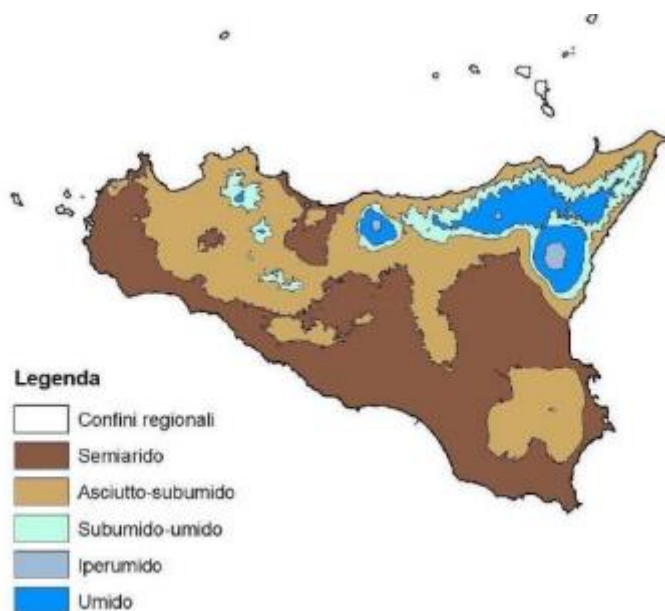 Legenda
Confini regionali
Semiarido
Asciutto-subumido
Subumido-umido
Iperumido
Umido